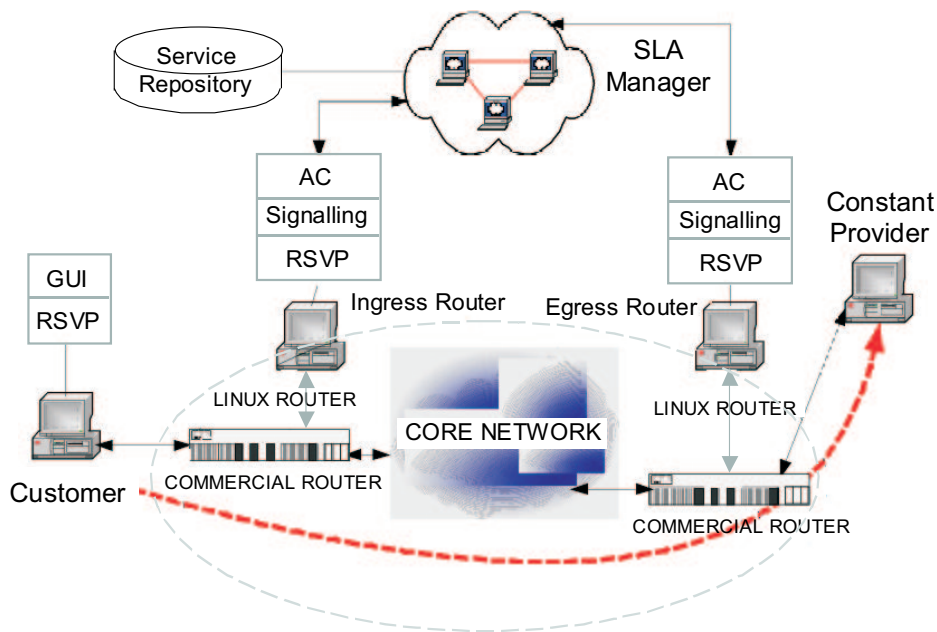 Service
Repository
SLA
Manager
AC
Signalling
RSVP
AC
Signalling
RSVP
Constant
Provider
GUI
RSVP
Ingress Router
Egress Router
LINUX ROUTER
LINUX ROUTER
CORE NETWORK
Customer
COMMERCIAL ROUTER
COMMERCIAL ROUTER